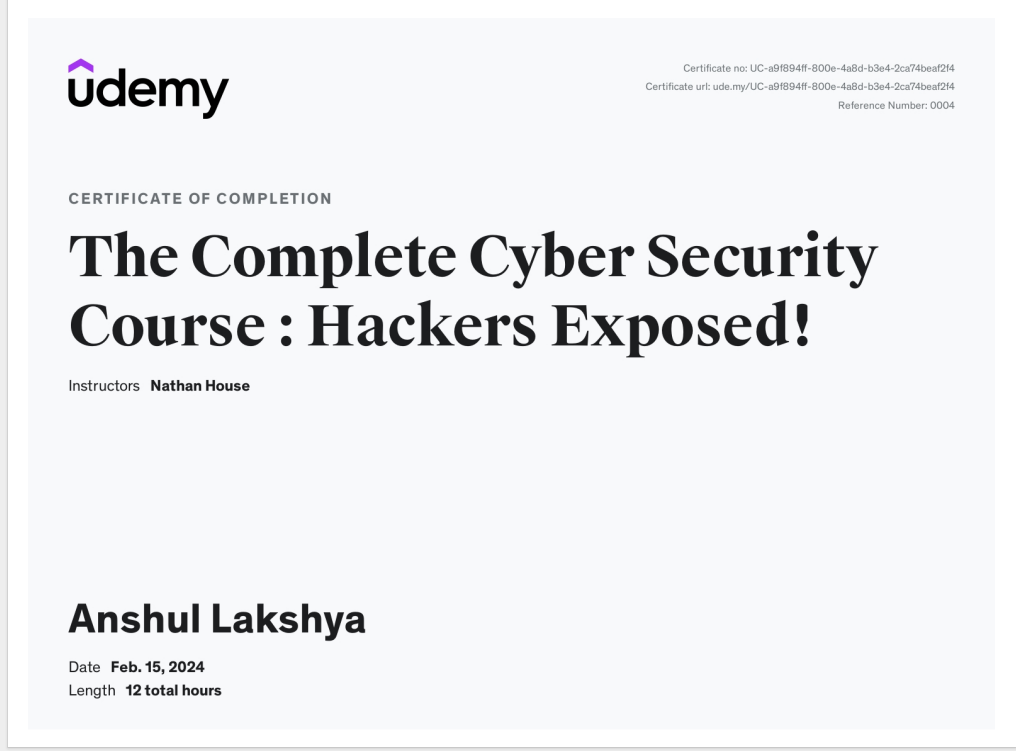 udemy
Certificate no: UC-a9f894ff-800e-4a8d-b3e4-2ca74beaf2f4
Certificate url: ude.my/UC-a9f894ff-800e-4a8d-b3e4-2ca74beaf2f4
Reference Number: 0004
CERTIFICATE OF COMPLETION
The Complete Cyber Security
Course : Hackers Exposed!
Instructors Nathan House
Anshul Lakshya
Date Feb. 15, 2024
Length 12 total hours